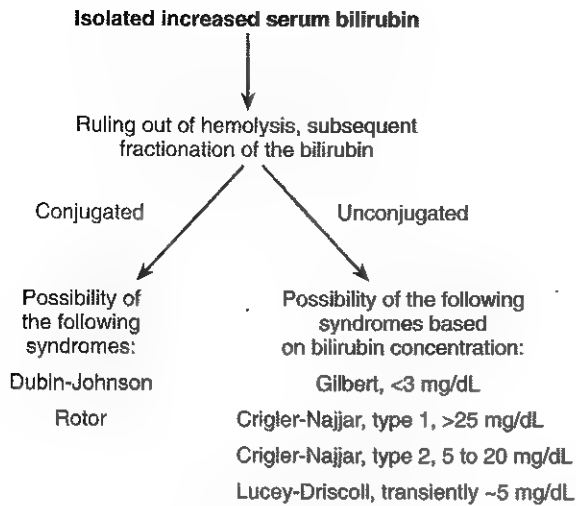 Isolated increased serum bilirubin
Ruling out of hemolysis, subsequent
fractionation of the bilirubin
Conjugated
Unconjugated
Possibility of
the following
syndromes:
Dubin-Johnson
Rotor
Possibility of the following
syndromes based
on bilirubin concentration:
Gilbert, <3 mg/dL
Crigler-Najjar, type 1, >25 mg/dL
Crigler-Najjar, type 2, 5 to 20 mg/dL
Lucey-Driscoll, transiently ~5 mg/dL